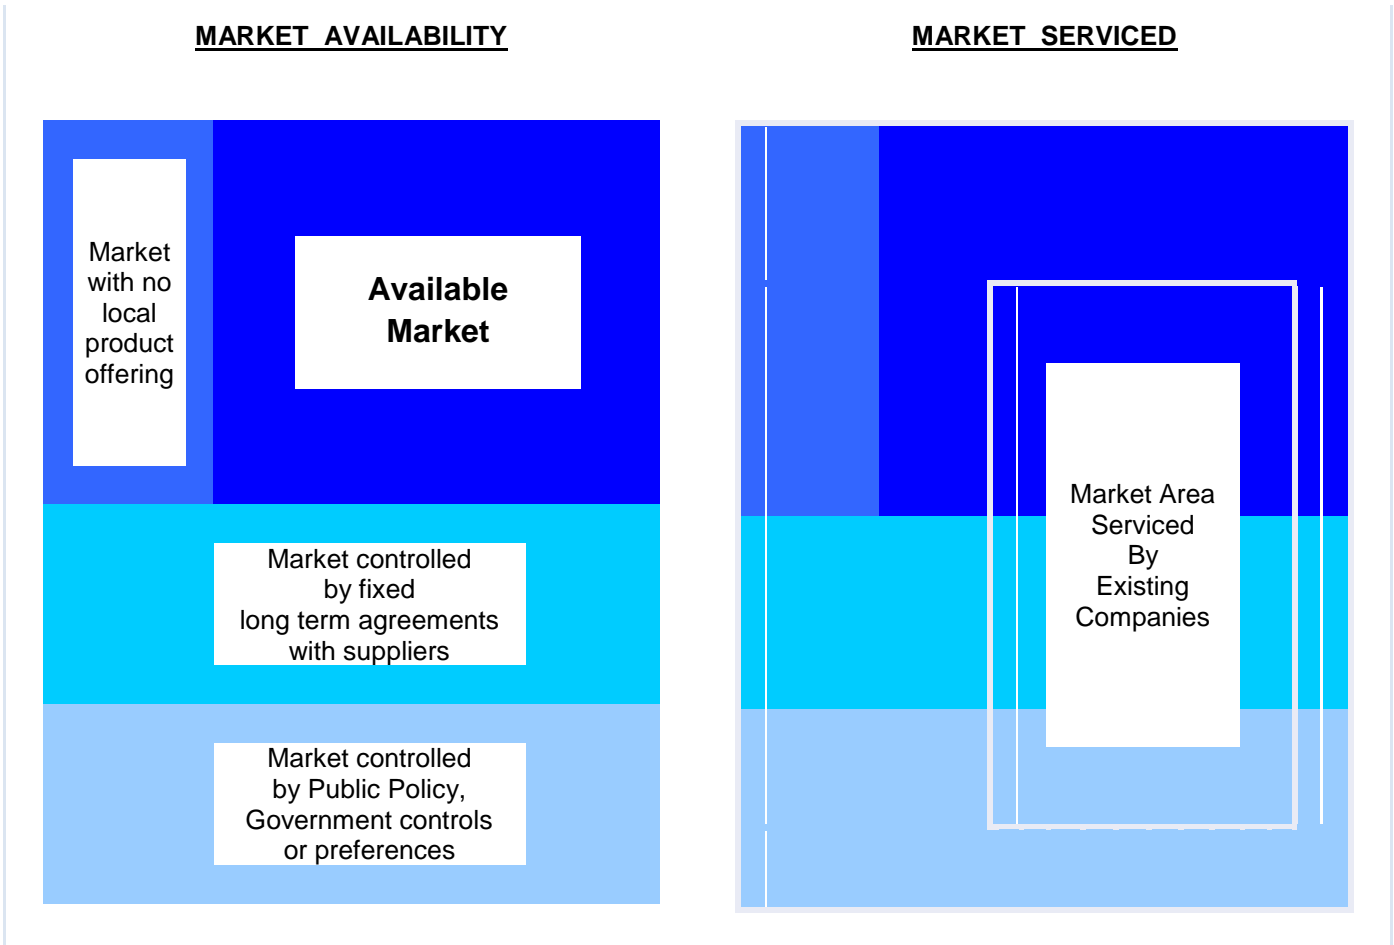 MARKET AVAILABILITY
MARKET SERVICED
Market
with no
local
product
offering
Available
Market
Market controlled
by fixed
long term agreements
with suppliers
Market controlled
by Public Policy,
Government controls
or preferences
Market Area
Serviced
By
Existing
Companies